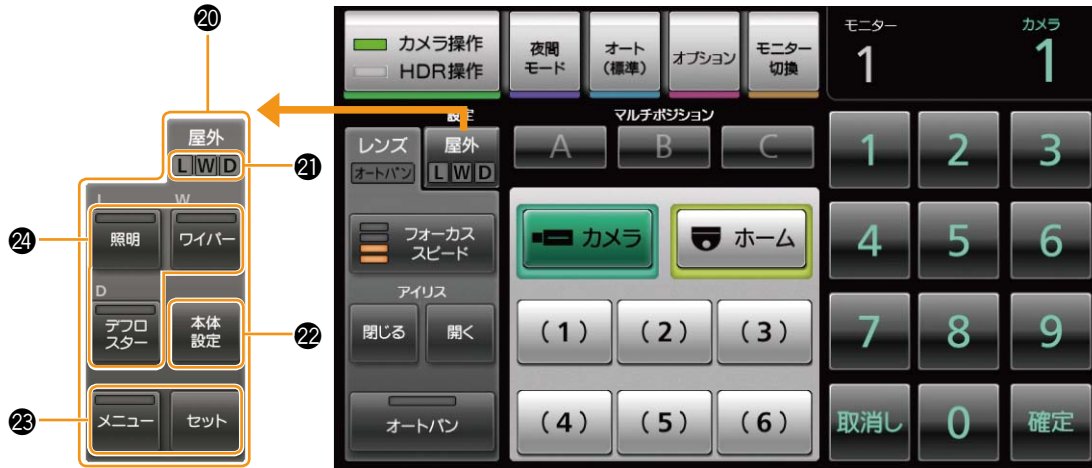 ⑳
屋外
L W D
㉑
L W
照明 ワイパー
㉔
D
デフロ
スター
本体
設定
㉒
メニュー セット
㉓
カメラ操作
HDR操作
夜間
モード
オート
(標準)
オプション
モニター
切換
モニター
1
カメラ
1
設定
マルチポジション
レンズ
オートパン
屋外
L W D
A B C
フォーカス
スピード
アイリス
閉じる 開く
オートパン
カメラ ホーム
(1) (2) (3)
(4) (5) (6)
1 2 3
4 5 6
7 8 9
取消し 0 確定